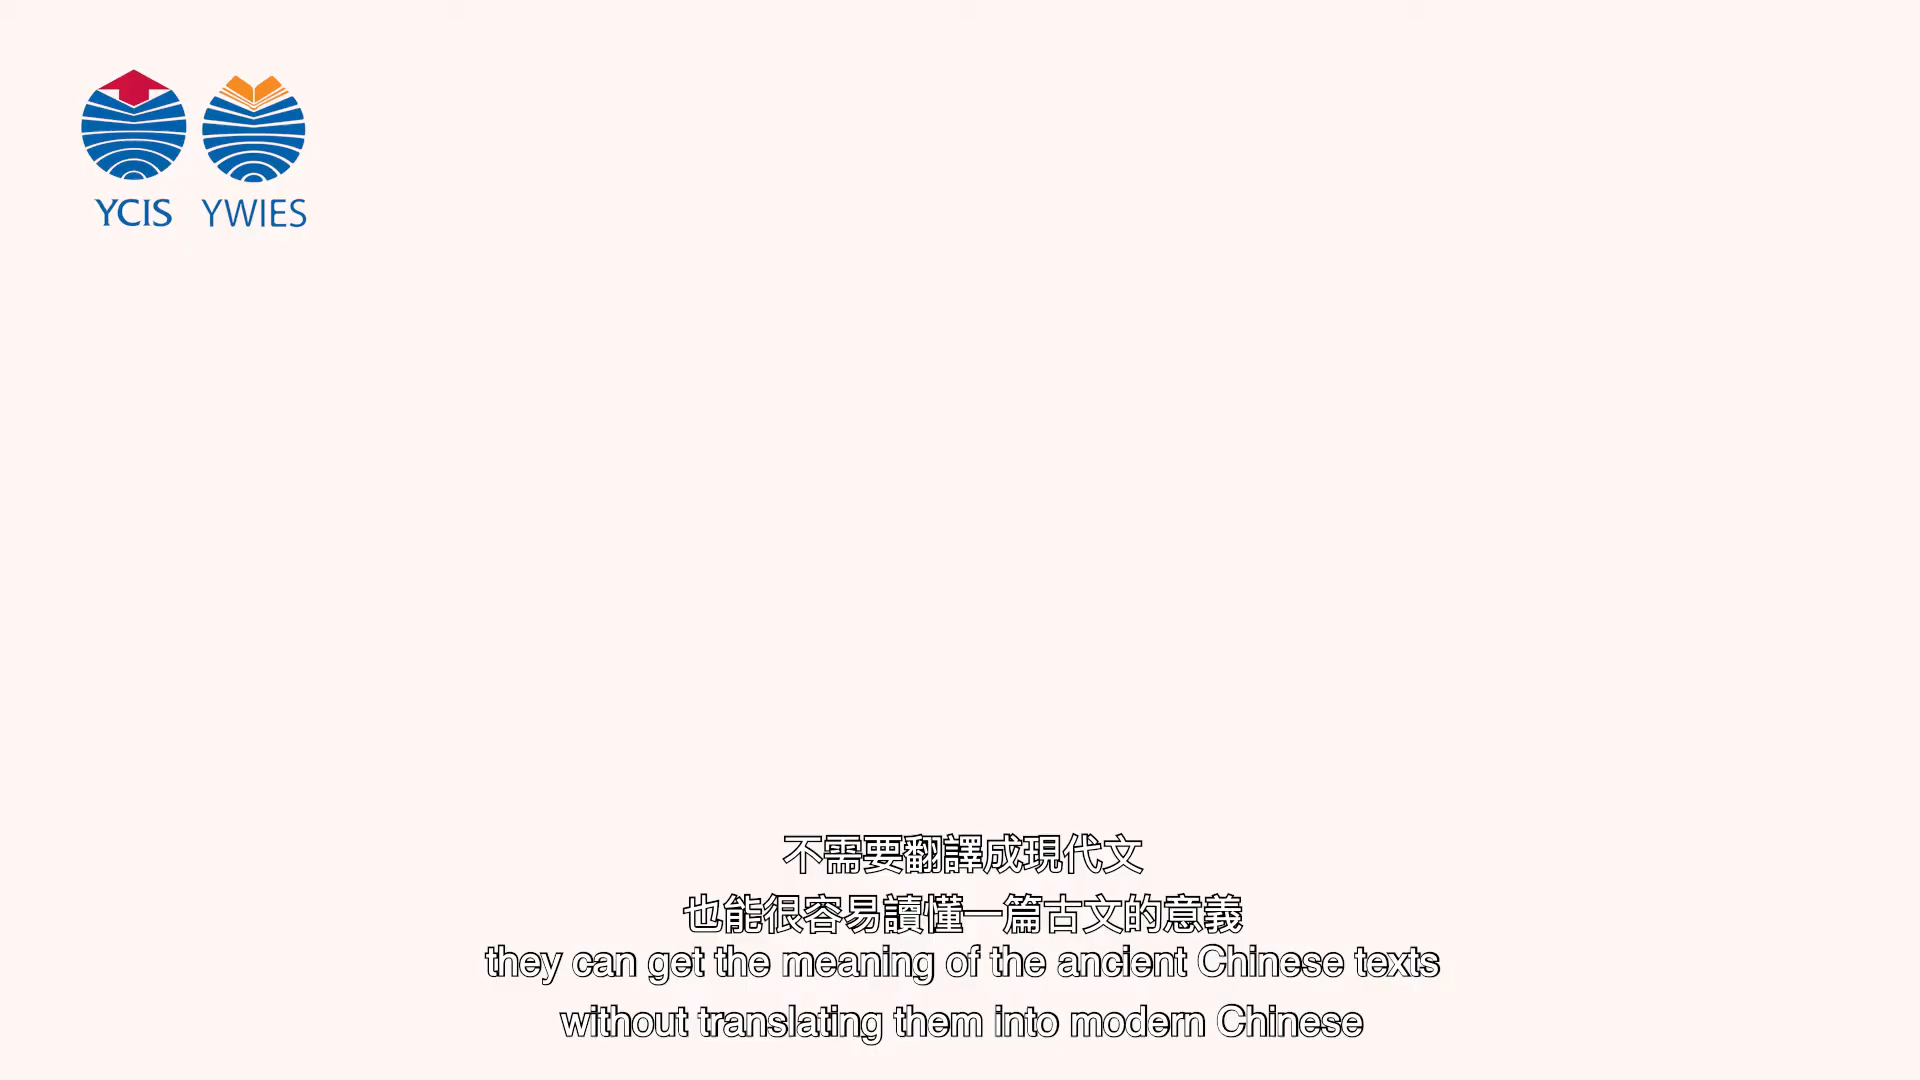 YCIS YWIES
不需要翻譯成現代文
也能很容易讀懂一篇古文的意義
they can get the meaning of the ancient Chinese texts
without translating them into modern Chinese